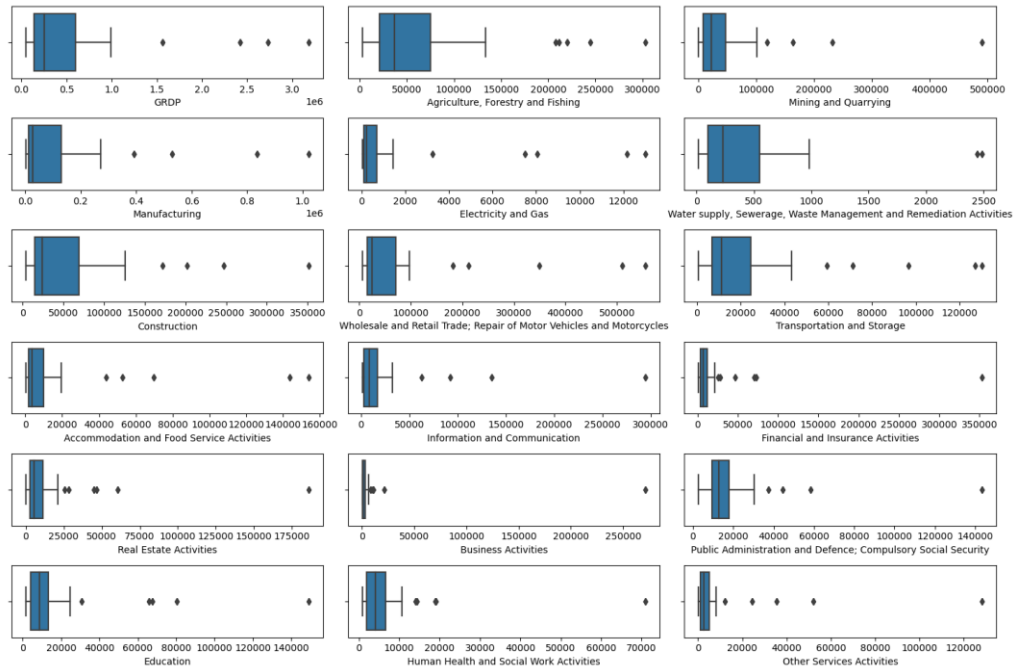 0.0 0.5 1.0 1.5 2.0 2.5 3.0
1e6
GRDP
0 50000 100000 150000 200000 250000 300000
Agriculture, Forestry and Fishing
0 100000 200000 300000 400000 500000
Mining and Quarrying
0.0 0.2 0.4 0.6 0.8 1.0
1e6
Manufacturing
0 2000 4000 6000 8000 10000 12000
Electricity and Gas
0 500 1000 1500 2000 2500
Water supply, Sewerage, Waste Management and Remediation Activities
0 50000 100000 150000 200000 250000 300000 350000
Construction
0 100000 200000 300000 400000 500000
Wholesale and Retail Trade; Repair of Motor Vehicles and Motorcycles
0 20000 40000 60000 80000 100000 120000
Transportation and Storage
0 20000 40000 60000 80000 100000 120000 140000 160000
Accommodation and Food Service Activities
0 50000 100000 150000 200000 250000 300000
Information and Communication
0 50000 100000 150000 200000 250000 300000 350000
Financial and Insurance Activities
0 25000 50000 75000 100000 125000 150000 175000
Real Estate Activities
0 50000 100000 150000 200000 250000
Business Activities
0 20000 40000 60000 80000 100000 120000 140000
Public Administration and Defence; Compulsory Social Security
0 20000 40000 60000 80000 100000 120000 140000
Education
0 10000 20000 30000 40000 50000 60000 70000
Human Health and Social Work Activities
0 20000 40000 60000 80000 100000 120000
Other Services Activities